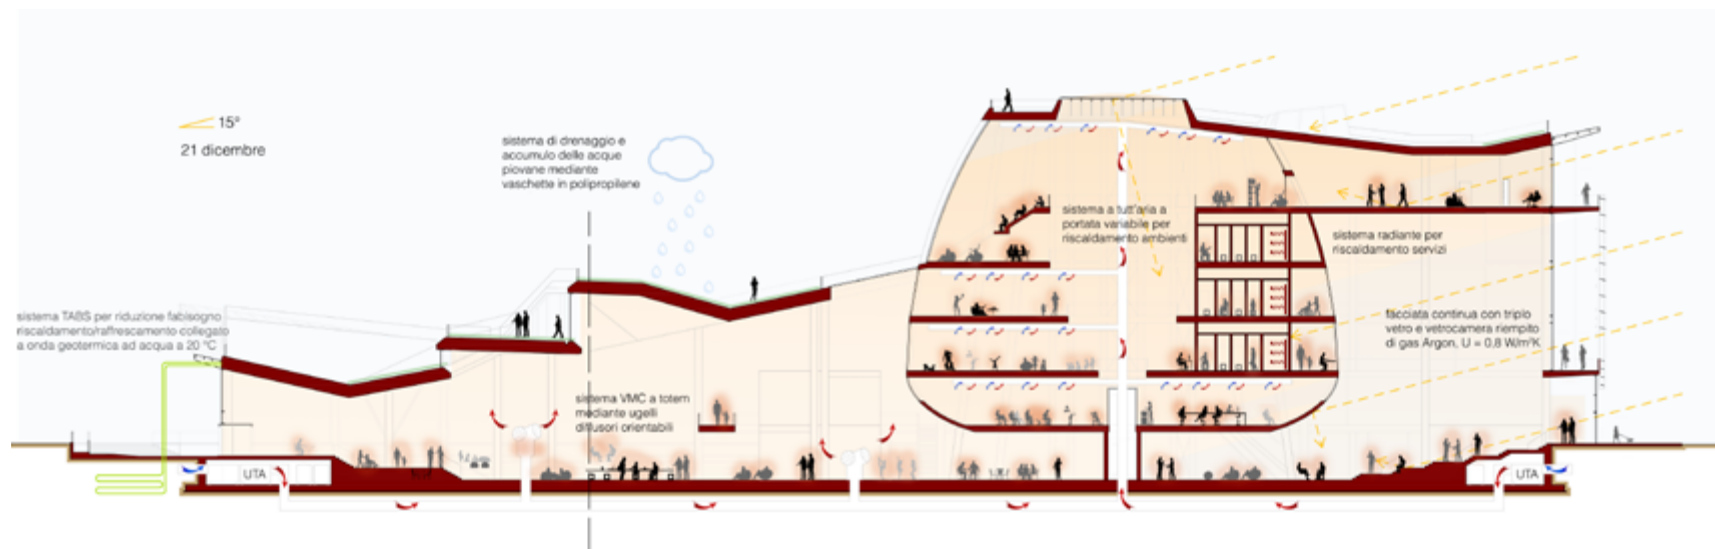 15°
21 dicembre
sistema di drenaggio e
accumulo delle acque
piovane mediante
vaschette in polipropilene
sistema a tutt'aria a
portata variabile per
riscaldamento ambienti
sistema radiante per
riscaldamento servizi
sistema TABS per riduzione fabisogno
riscaldamento/raffrescamento collegato
a onda geotermica ad acqua a 20 °C
facciata continua con triplo
vetro e vetrocamera riempito
di gas Argon, U = 0,8 W/m²K
sistema VMC a totem
mediante ugelli
diffusori orientabili
UTA
UTA